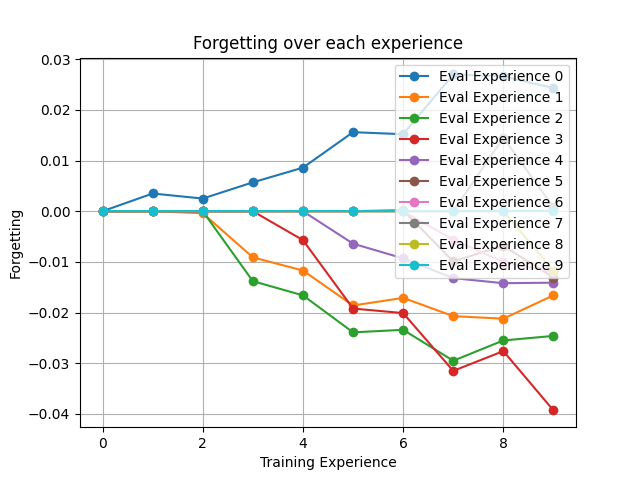 Forgetting over each experience
0.03
0.02
0.01
0.00
−0.01
−0.02
−0.03
−0.04
Forgetting
Eval Experience 0
Eval Experience 1
Eval Experience 2
Eval Experience 3
Eval Experience 4
Eval Experience 5
Eval Experience 6
Eval Experience 7
Eval Experience 8
Eval Experience 9
0 2 4 6 8
Training Experience